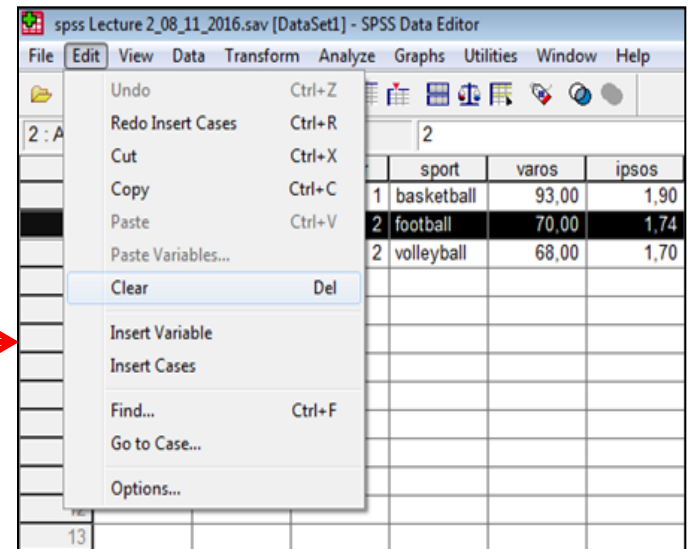 spss Lecture 2_08_11_2016.sav [DataSet1] - SPSS Data Editor
File Edit View Data Transform Analyze Graphs Utilities Window Help
2 : A 2
Undo Ctrl+Z
Redo Insert Cases Ctrl+R
Cut Ctrl+X
Copy Ctrl+C
Paste Ctrl+V
Paste Variables...
Clear Del
Insert Variable
Insert Cases
Find... Ctrl+F
Go to Case...
Options...
sport varos ipsos
1 basketball 93,00 1,90
2 football 70,00 1,74
2 volleyball 68,00 1,70
13